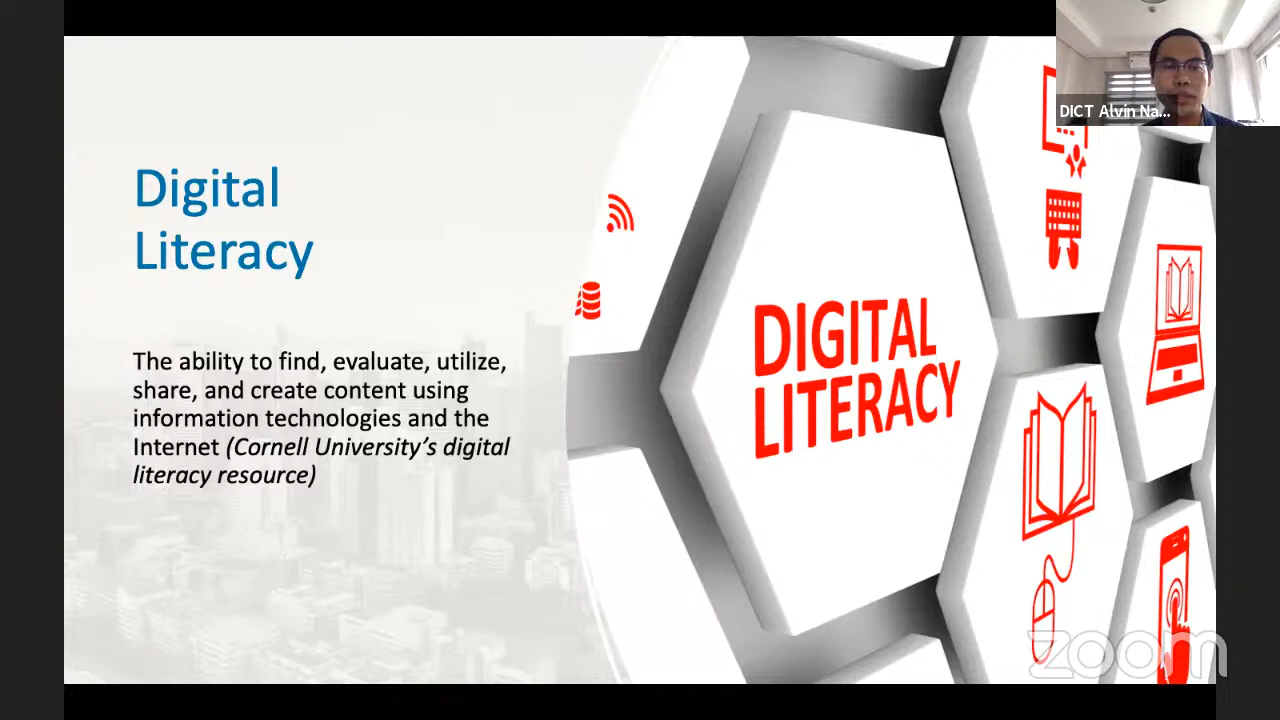 Digital
Literacy
The ability to find, evaluate, utilize,
share, and create content using
information technologies and the
Internet (Cornell University’s digital
literacy resource)
DIGITAL
LITERACY
DICT Alvin Na...
zoom